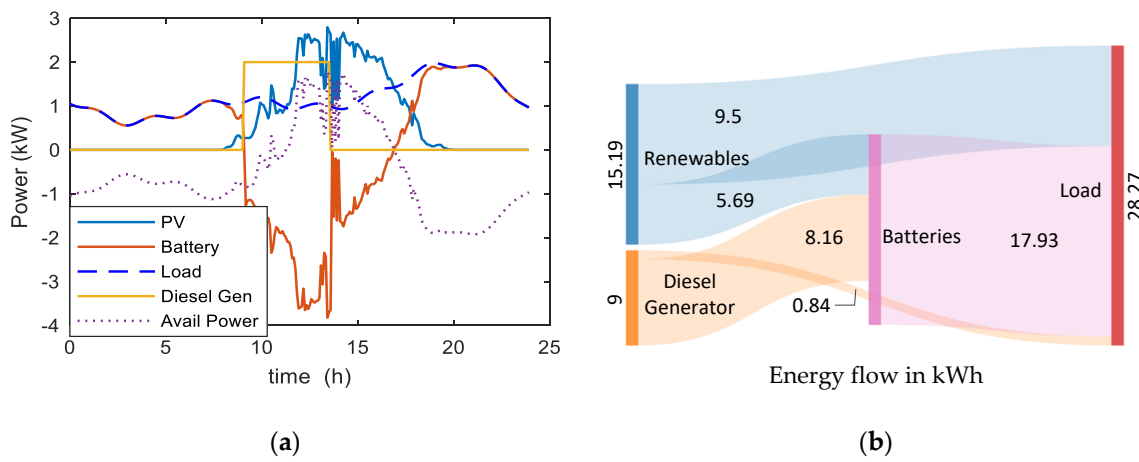 3
2
1
0
-1
-2
-3
-4
Power (kW)
PV
Battery
Load
Diesel Gen
Avail Power
0
5
10
15
20
25
time (h)
(a)
15.19
Renewables
9.5
5.69
9
Diesel
Generator
8.16
0.84
Batteries
17.93
Load
28.27
Energy flow in kWh
(b)